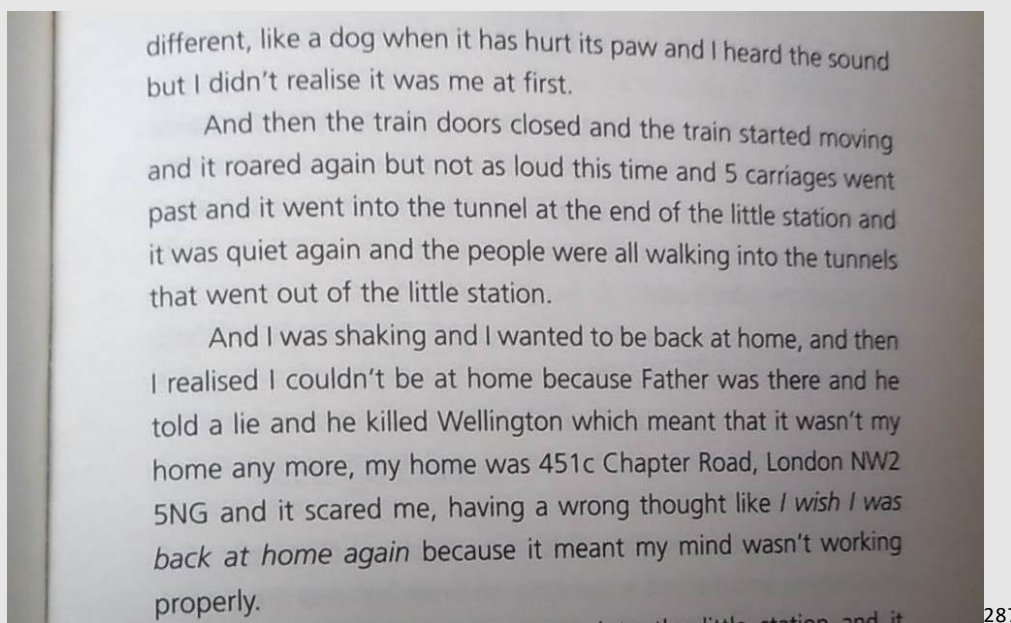 different, like a dog when it has hurt its paw and I heard the sound
but I didn't realise it was me at first.
And then the train doors closed and the train started moving
and it roared again but not as loud this time and 5 carriages went
past and it went into the tunnel at the end of the little station and
it was quiet again and the people were all walking into the tunnels
that went out of the little station.
And I was shaking and I wanted to be back at home, and then
I realised I couldn't be at home because Father was there and he
told a lie and he killed Wellington which meant that it wasn't my
home any more, my home was 451c Chapter Road, London NW2
5NG and it scared me, having a wrong thought like I wish I was
back at home again because it meant my mind wasn't working
properly.
station and it
287